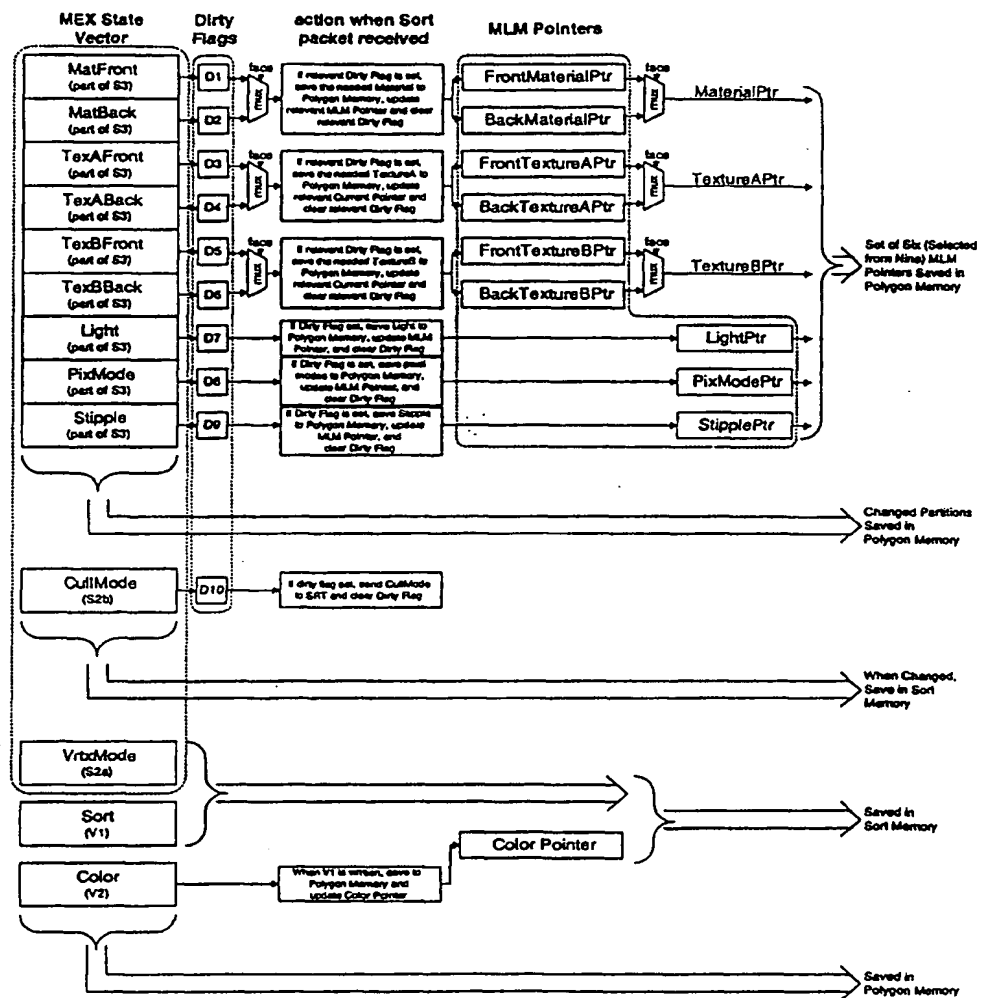 MEX State
Vector
Dirty
Flags
action when Sort
packet received
MLM Pointers
MatFront
(part of S3)
D1
face
mux
If relevant Dirty Flag is set,
save the needed Material to
Polygon Memory, update
relevant MLM Pointer and clear
relevant Dirty Flag
FrontMaterialPtr
face
mux
MaterialPtr
MatBack
(part of S3)
D2
BackMaterialPtr
TexAFront
(part of S3)
D3
face
mux
If relevant Dirty Flag is set,
save the needed TextureA to
Polygon Memory, update
relevant Current Pointer and
clear relevant Dirty Flag
FrontTextureAPtr
face
mux
TextureAPtr
TexABack
(part of S3)
D4
BackTextureAPtr
TexBFront
(part of S3)
D5
face
mux
If relevant Dirty Flag is set,
save the needed TextureB to
Polygon Memory, update
relevant Current Pointer and
clear relevant Dirty Flag
FrontTextureBPtr
face
mux
TextureBPtr
Set of Six (Selected
from Nine) MLM
Pointers Saved in
Polygon Memory
TexBBack
(part of S3)
D6
BackTextureBPtr
Light
(part of S3)
D7
If Dirty Flag set, save Light to
Polygon Memory, update MLM
Pointer, and clear Dirty Flag
LightPtr
PixMode
(part of S3)
D8
If Dirty Flag is set, save pixel
modes to Polygon Memory,
update MLM Pointer, and
clear Dirty Flag
PixModePtr
Stipple
(part of S3)
D9
If Dirty Flag is set, save Stipple
to Polygon Memory, update
MLM Pointer, and
clear Dirty Flag
StipplePtr
Changed Partitions
Saved in
Polygon Memory
CullMode
(S2b)
D10
If dirty flag set, send CullMode
to SRT and clear Dirty Flag
When Changed,
Save in Sort
Memory
VrtxMode
(S2a)
Sort
(V1)
Saved in
Sort Memory
Color
(V2)
When V1 is written, save to
Polygon Memory and
update Color Pointer
Color Pointer
Saved in
Polygon Memory